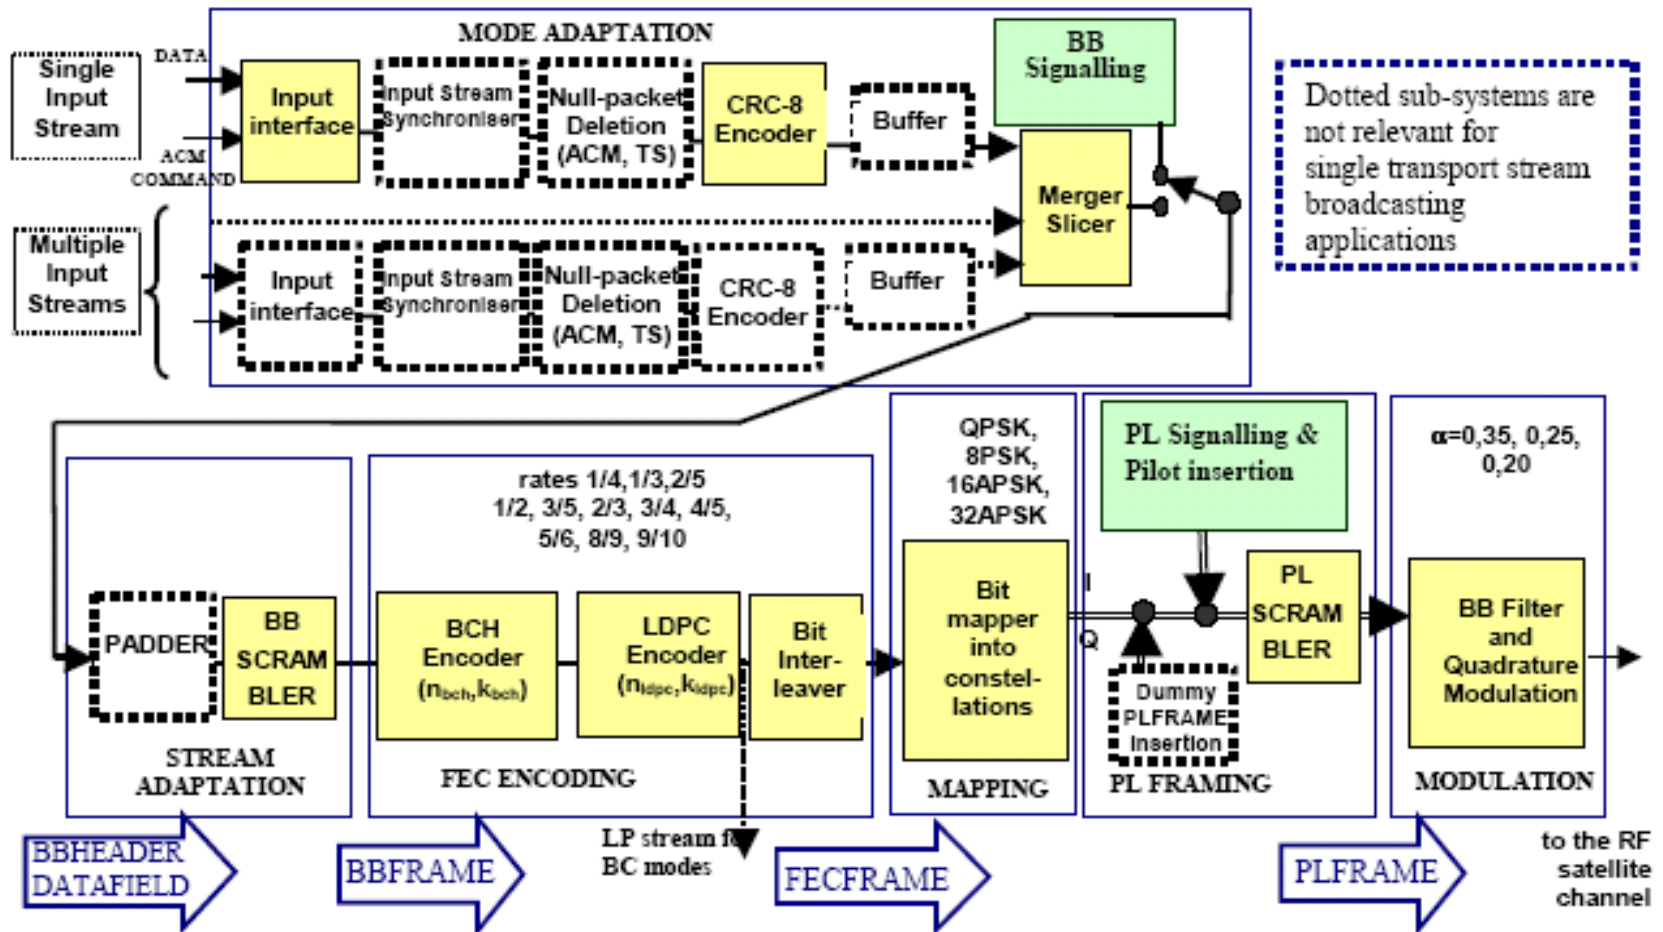 MODE ADAPTATION
Single
Input
Stream
DATA
ACM
COMMAND
Input
interface
Input Stream
Synchroniser
Null-packet
Deletion
(ACM, TS)
CRC-8
Encoder
Buffer
BB
Signalling
Merger
Slicer
Dotted sub-systems are
not relevant for
single transport stream
broadcasting
applications
Multiple
Input
Streams
Input
interface
Input Stream
Synchroniser
Null-packet
Deletion
(ACM, TS)
CRC-8
Encoder
Buffer
PADDER
BB
SCRAM
BLER
STREAM
ADAPTATION
rates 1/4,1/3,2/5
1/2, 3/5, 2/3, 3/4, 4/5,
5/6, 8/9, 9/10
BCH
Encoder
(nbch,kbch)
LDPC
Encoder
(nldpc,kldpc)
Bit
Inter-
leaver
FEC ENCODING
LP stream for
BC modes
QPSK,
8PSK,
16APSK,
32APSK
Bit
mapper
into
constel-
lations
MAPPING
I
Q
PL Signalling &
Pilot insertion
Dummy
PLFRAME
Insertion
PL
SCRAM
BLER
PL FRAMING
α=0,35, 0,25,
0,20
BB Filter
and
Quadrature
Modulation
MODULATION
BBHEADER
DATAFIELD
BBFRAME
FECFRAME
PLFRAME
to the RF
satellite
channel